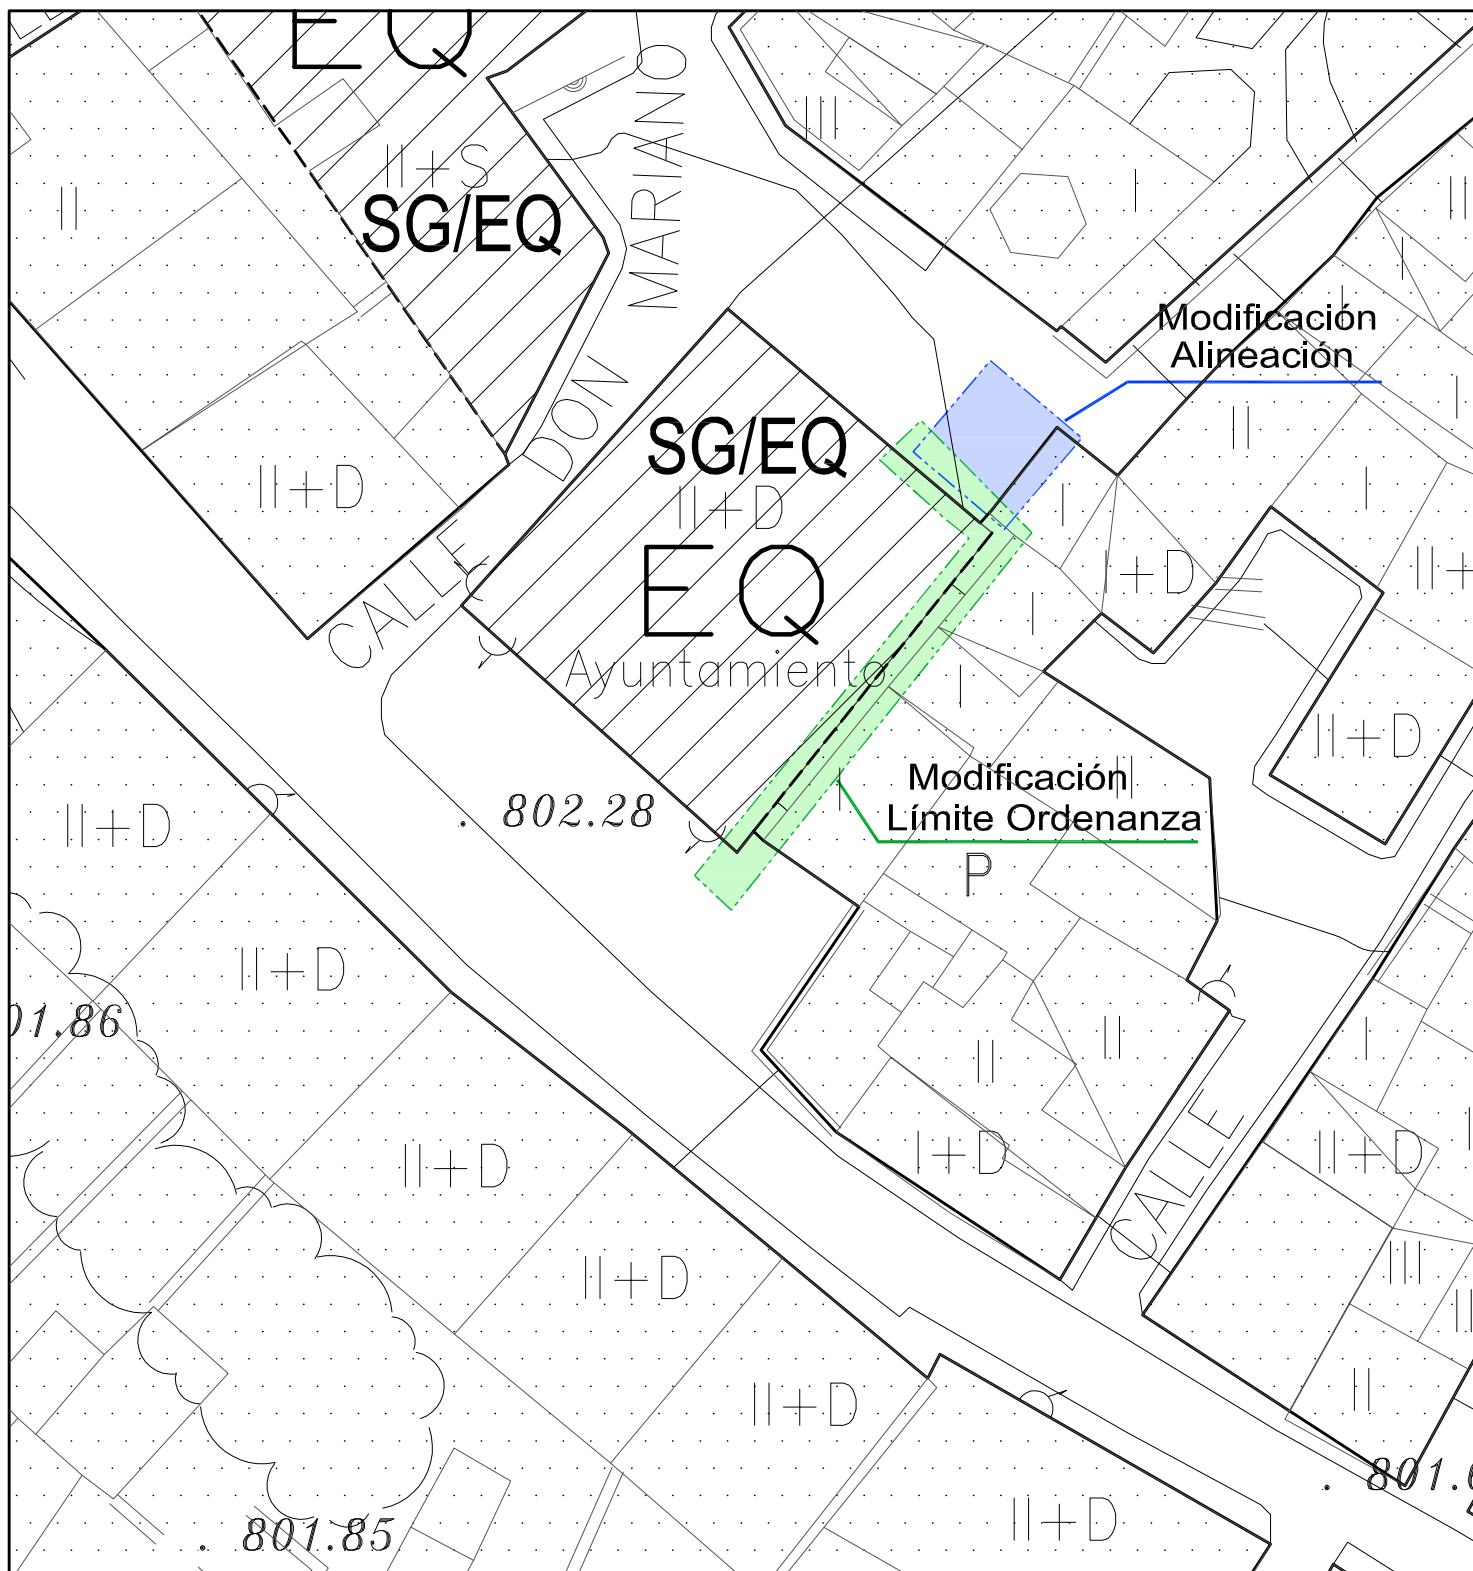 EQ
II+S
SG/EQ
II
III
I
II
I
I
Modificación
Alineación
II
I
CALLE DON MARIANO
II+D
SG/EQ
II+D
EQ
Ayuntamiento
I
I
I+D
I
I
II+D
802.28
Modificación
Límite Ordenanza
II
I
P
II+D
II+D
II
II
I+D
I
II+D
CALLE
II+D
II+D
III
II
II+D
II+D
801.85